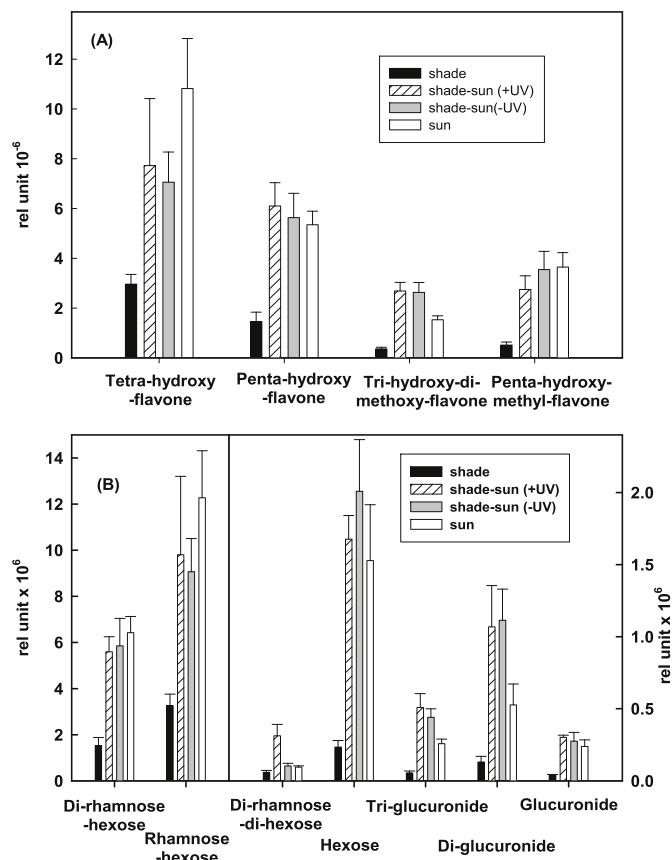 (A)
shade
shade-sun (+UV)
shade-sun(-UV)
sun
rel unit 10-6
12
10
8
6
4
2
0
Tetra-hydroxy
-flavone
Penta-hydroxy
-flavone
Tri-hydroxy-di-
methoxy-flavone
Penta-hydroxy-
methyl-flavone
(B)
shade
shade-sun (+UV)
shade-sun (-UV)
sun
rel unit x 10^6
14
12
10
8
6
4
2
0
2.0
1.5
1.0
0.5
0.0
rel unit x 10^6
Di-rhamnose
-hexose
Rhamnose
-hexose
Di-rhamnose
-di-hexose
Hexose
Tri-glucuronide
Di-glucuronide
Glucuronide